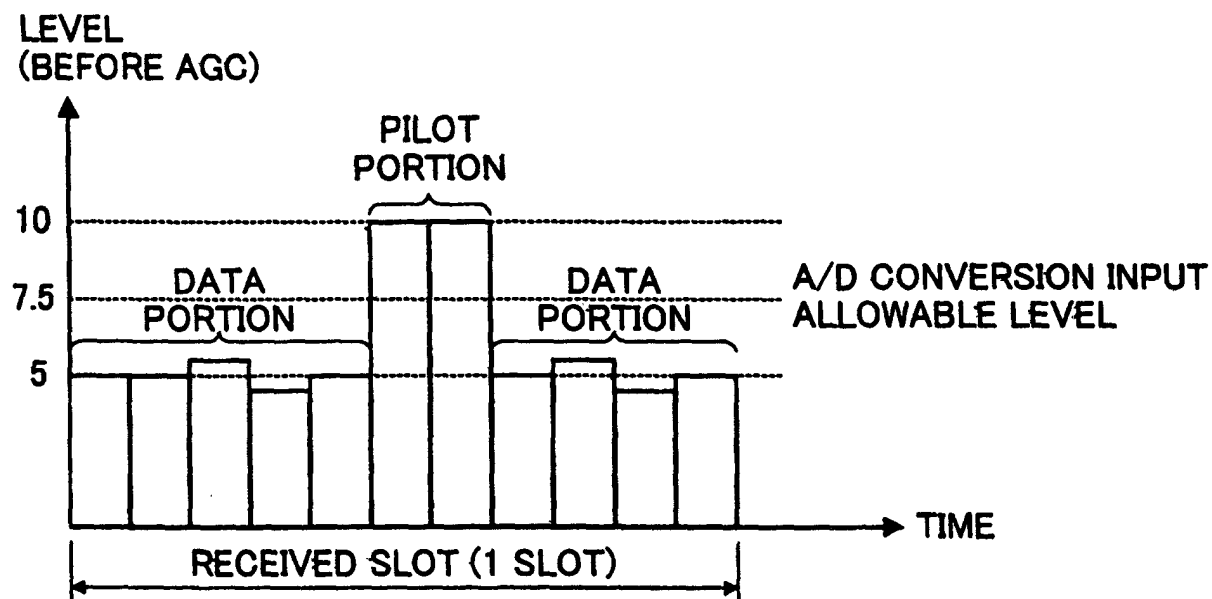 LEVEL
(BEFORE AGC)
PILOT
PORTION
10
DATA
PORTION
DATA
PORTION
7.5
A/D CONVERSION INPUT
ALLOWABLE LEVEL
5
TIME
RECEIVED SLOT (1 SLOT)